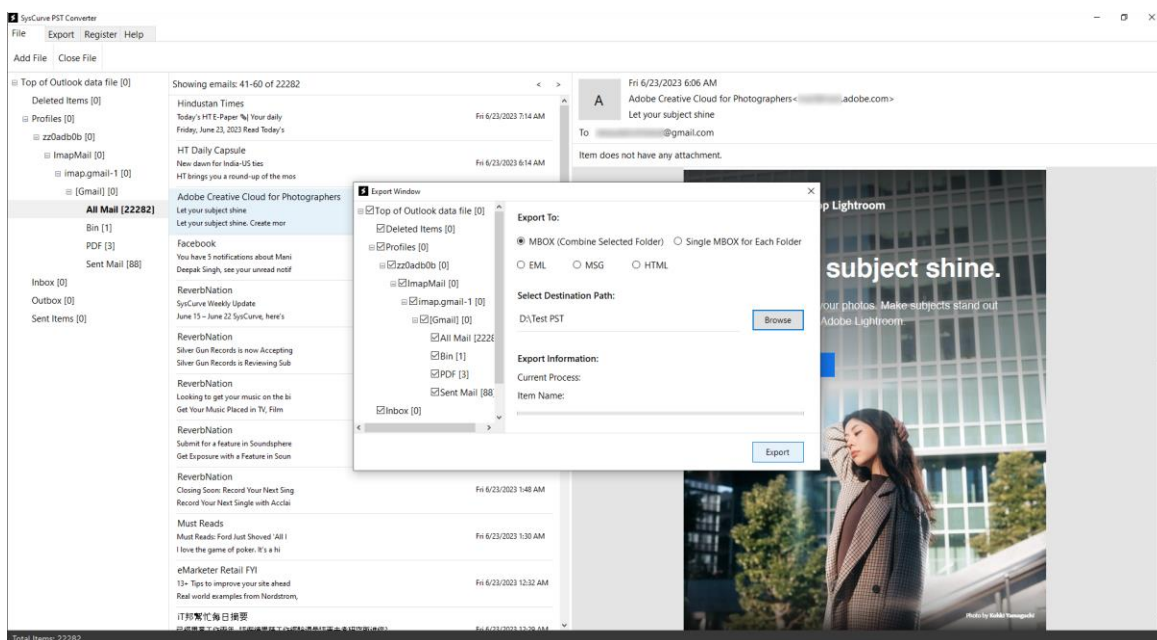 SysCurve PST Converter
File Export Register Help
Add File Close File
Top of Outlook data file [0]
Deleted Items [0]
Profiles [0]
zz0adb0b [0]
ImapMail [0]
imap.gmail-1 [0]
[Gmail] [0]
All Mail [22282]
Bin [1]
PDF [3]
Sent Mail [88]
Inbox [0]
Outbox [0]
Sent Items [0]
Showing emails: 41-60 of 22282
Hindustan Times
Today's HT E-Paper 🗞| Your daily
Fri 6/23/2023 7:14 AM
Friday, June 23, 2023 Read Today's
HT Daily Capsule
New dawn for India-US ties
Fri 6/23/2023 6:14 AM
HT brings you a round-up of the mos
Adobe Creative Cloud for Photographers
Let your subject shine
Let your subject shine. Create mor
Facebook
You have 5 notifications about Mani
Deepak Singh, see your unread notif
ReverbNation
SysCurve Weekly Update
June 15 – June 22 SysCurve, here's
ReverbNation
Silver Gun Records is now Accepting
Silver Gun Records is Reviewing Sub
ReverbNation
Looking to get your music on the bi
Get Your Music Placed in TV, Film
ReverbNation
Submit for a feature in Soundsphere
Get Exposure with a Feature in Soun
ReverbNation
Closing Soon: Record Your Next Sing
Fri 6/23/2023 1:48 AM
Record Your Next Single with Acclai
Must Reads
Must Reads: Ford Just Shoved 'All I
Fri 6/23/2023 1:30 AM
I love the game of poker. It's a hi
eMarketer Retail FYI
13+ Tips to improve your site ahead
Fri 6/23/2023 12:32 AM
Real world examples from Nordstrom,
iT邦幫忙每日摘要
Fri 6/23/2023 12:29 AM
Total Items: 22282
Fri 6/23/2023 6:06 AM
A
Adobe Creative Cloud for Photographers< .adobe.com>
Let your subject shine
To @gmail.com
Item does not have any attachment.
Export Window
Top of Outlook data file [0]
Deleted Items [0]
Profiles [0]
zz0adb0b [0]
ImapMail [0]
imap.gmail-1 [0]
[Gmail] [0]
All Mail [2228
Bin [1]
PDF [3]
Sent Mail [88
Inbox [0]
Export To:
MBOX (Combine Selected Folder) Single MBOX for Each Folder
EML MSG HTML
Select Destination Path:
D:\Test PST
Browse
Export Information:
Current Process:
Item Name:
Export
p Lightroom
subject shine.
our photos. Make subjects stand out
Adobe Lightroom.
Photo by Kohki Yamaguchi